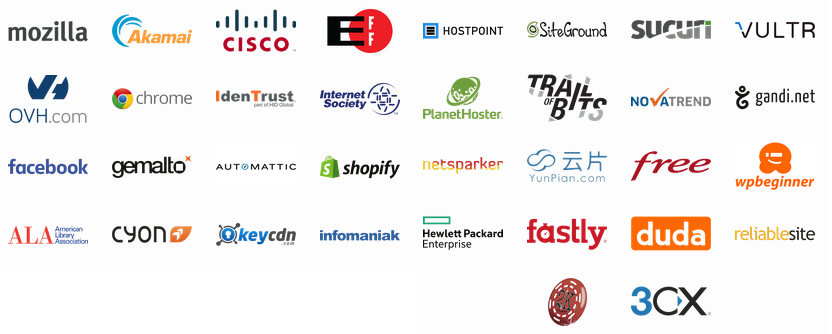 mozilla
Akamai
CISCO
EFF
OVH.com
chrome
IdenTrust
part of HID Global
Internet
Society
facebook
gemalto
AUTOMATTIC
shopify
ALA
American
Library
Association
cyon
keycdn
.com
infomaniak
HOSTPOINT
SiteGround
SUCURI
VULTR
PlanetHoster
TRAIL
OF
BITS
NOVATREND
gandi.net
netsparker
云片
YunPian.com
free
wpbeginner
Hewlett Packard
Enterprise
fastly
duda
reliablesite
3CX